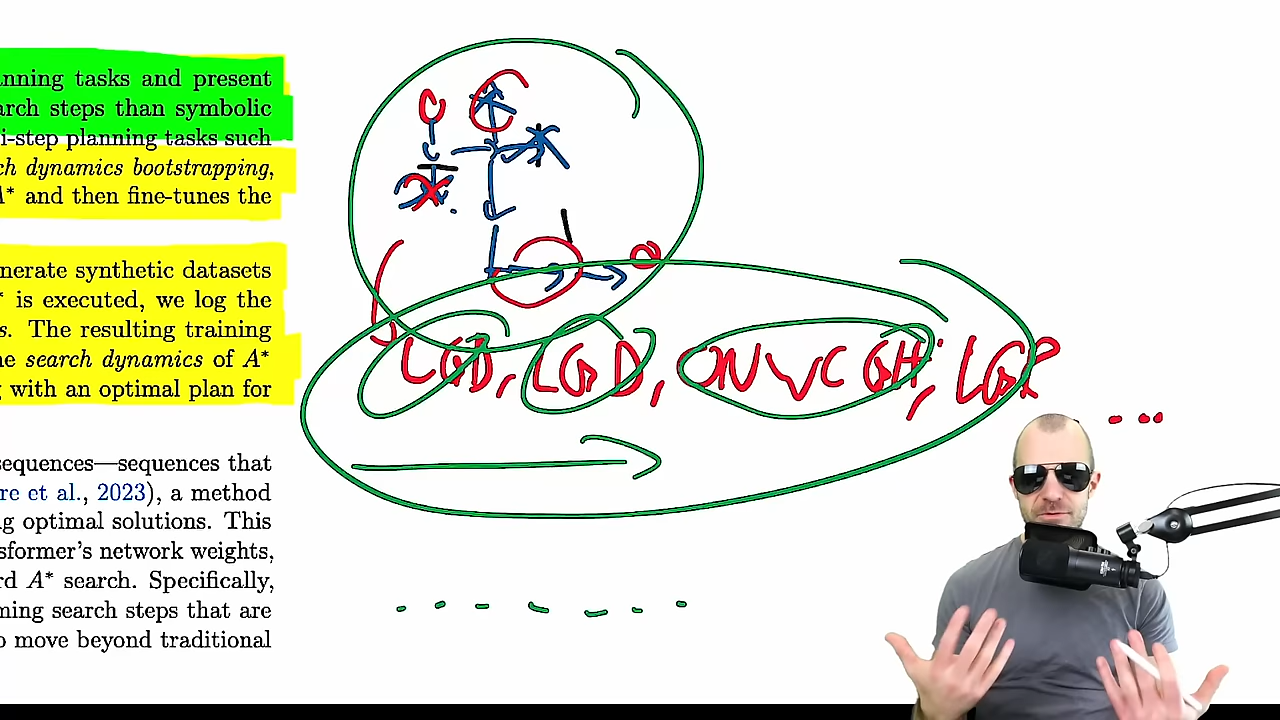 nning tasks and present
arch steps than symbolic
i-step planning tasks such
ch dynamics bootstrapping,
A* and then fine-tunes the
nerate synthetic datasets
* is executed, we log the
s. The resulting training
he search dynamics of A*
g with an optimal plan for
sequences—sequences that
re et al., 2023), a method
ng optimal solutions. This
sformer's network weights,
rd A* search. Specifically,
ming search steps that are
o move beyond traditional
LGD, LGD,